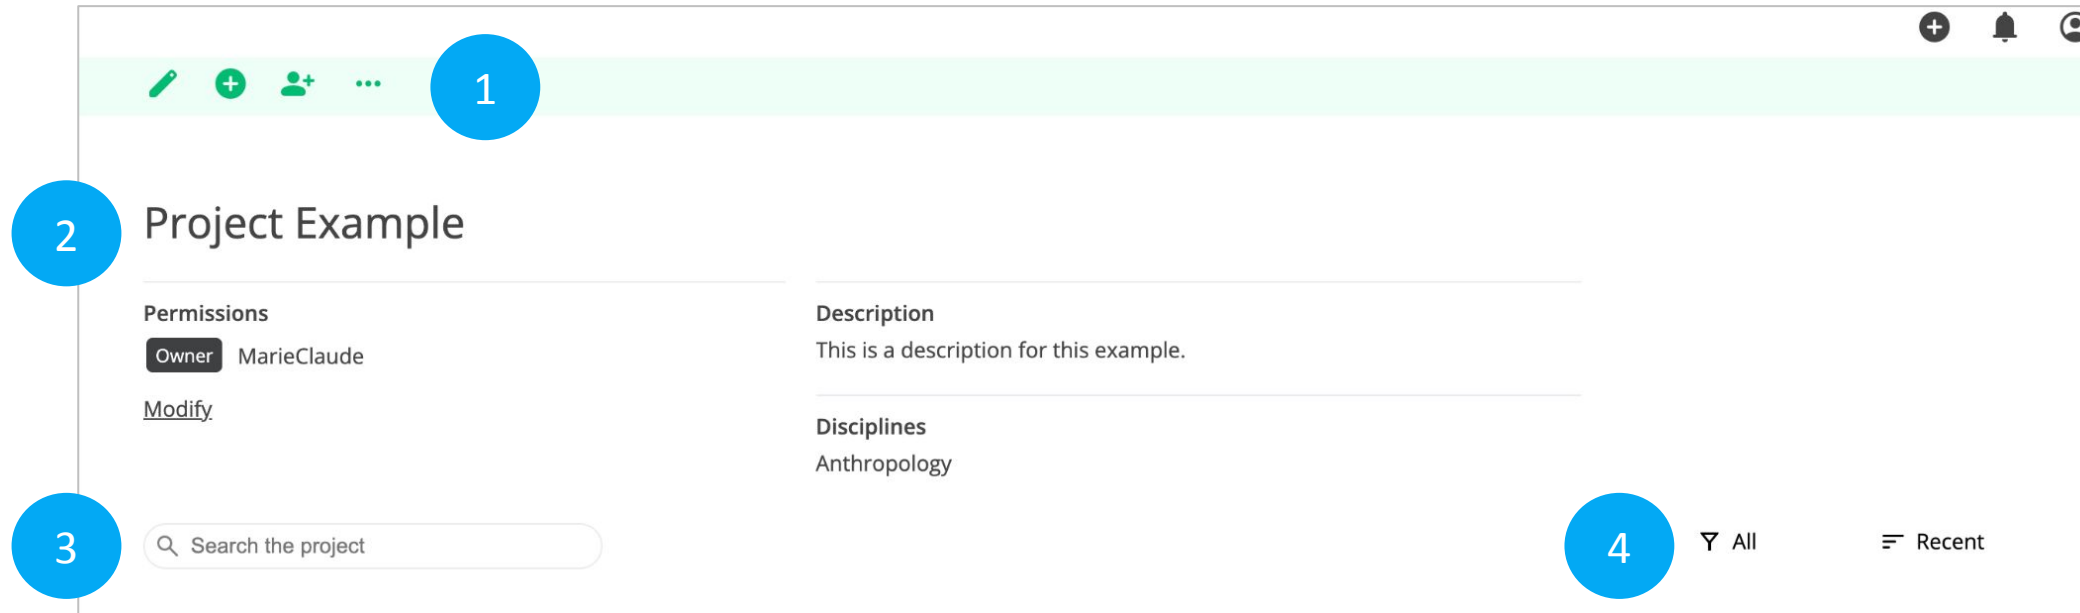 1
2
Project Example
Permissions
Owner MarieClaude
Modify
Description
This is a description for this example.
Disciplines
Anthropology
3
Search the project
4
All
Recent